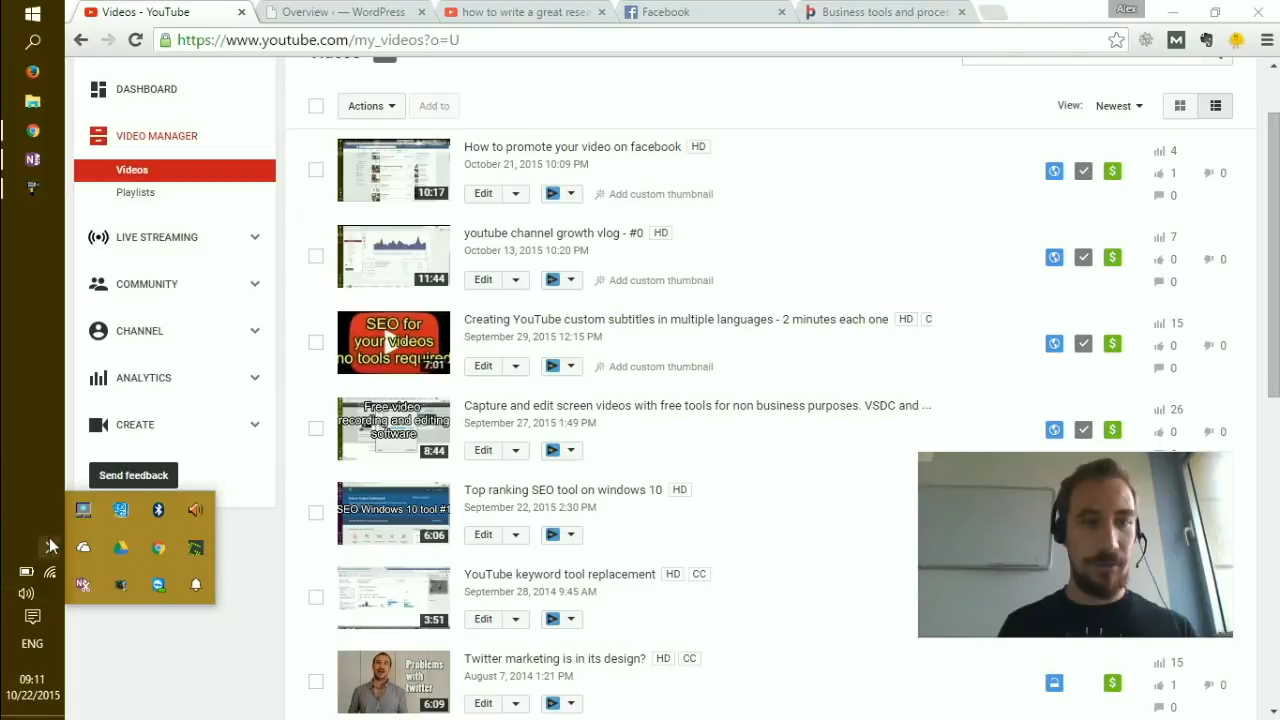 Videos - YouTube
Overview ‹ — WordPress
how to write a great resea
Facebook
Business tools and proces
Alex
https://www.youtube.com/my_videos?o=U
DASHBOARD
VIDEO MANAGER
Videos
Playlists
LIVE STREAMING
COMMUNITY
CHANNEL
ANALYTICS
CREATE
Send feedback
ENG
09:11
10/22/2015
Actions
Add to
View:
Newest
10:17
How to promote your video on facebook HD
October 21, 2015 10:09 PM
Edit
Add custom thumbnail
4
1 0
0
11:44
youtube channel growth vlog - #0 HD
October 13, 2015 10:20 PM
Edit
Add custom thumbnail
7
0 0
0
SEO for
your videos
no tools required
7:01
Creating YouTube custom subtitles in multiple languages - 2 minutes each one HD C
September 29, 2015 12:15 PM
Edit
Add custom thumbnail
15
0 0
0
Free video
recording and editing
software
8:44
Capture and edit screen videos with free tools for non business purposes. VSDC and ...
September 27, 2015 1:49 PM
Edit
26
0 0
SEO Windows 10 tool #1
6:06
Top ranking SEO tool on windows 10 HD
September 22, 2015 2:30 PM
Edit
3:51
YouTube keyword tool repacement HD CC
September 28, 2014 9:45 AM
Edit
Problems
with
twitter
6:09
Twitter marketing is in its design? HD CC
August 7, 2014 1:21 PM
Edit
15
1 0
0